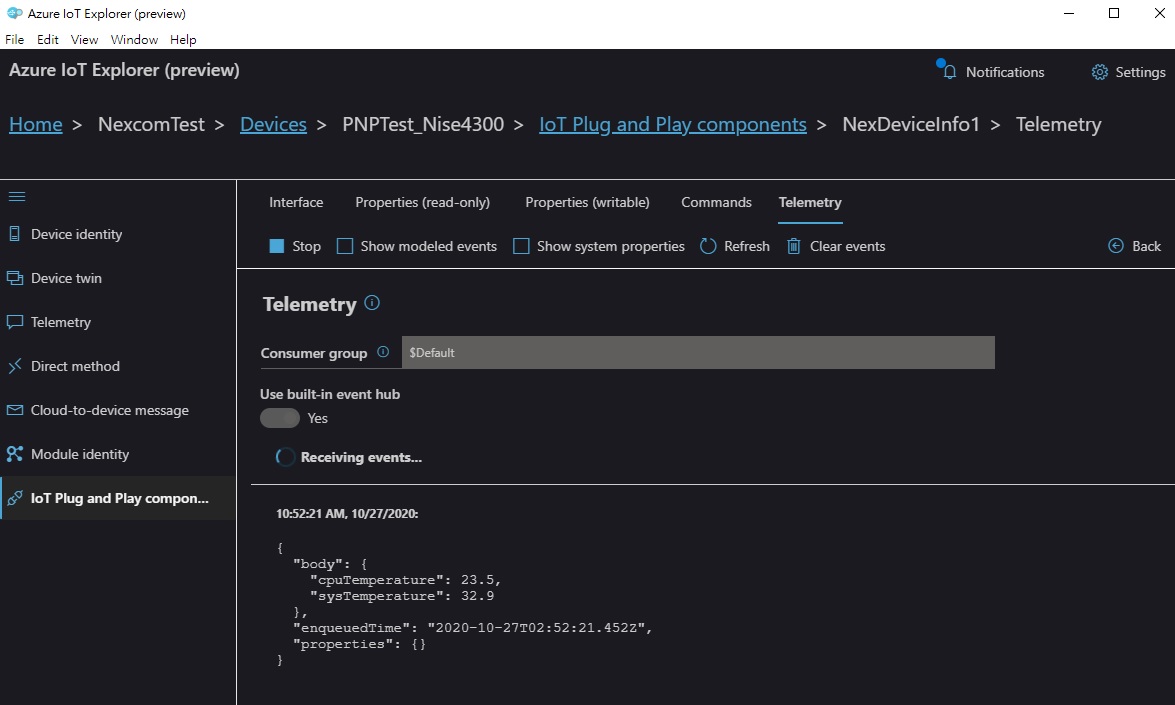 Azure IoT Explorer (preview)
File Edit View Window Help
Azure IoT Explorer (preview)
Notifications
Settings
Home > NexcomTest > Devices > PNPTest_Nise4300 > IoT Plug and Play components > NexDeviceInfo1 > Telemetry
Device identity
Device twin
Telemetry
Direct method
Cloud-to-device message
Module identity
IoT Plug and Play compon...
Interface Properties (read-only) Properties (writable) Commands Telemetry
Stop Show modeled events Show system properties Refresh Clear events Back
Telemetry
Consumer group $Default
Use built-in event hub
Yes
Receiving events...
10:52:21 AM, 10/27/2020:
{
"body": {
"cpuTemperature": 23.5,
"sysTemperature": 32.9
},
"enqueuedTime": "2020-10-27T02:52:21.452Z",
"properties": {}
}